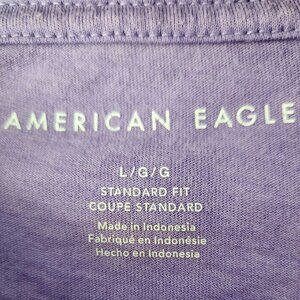 AMERICAN EAGLE
L/G/G
STANDARD FIT
COUPE STANDARD
Made in Indonesia
Fabriqué en Indonésie
Hecho en Indonesia